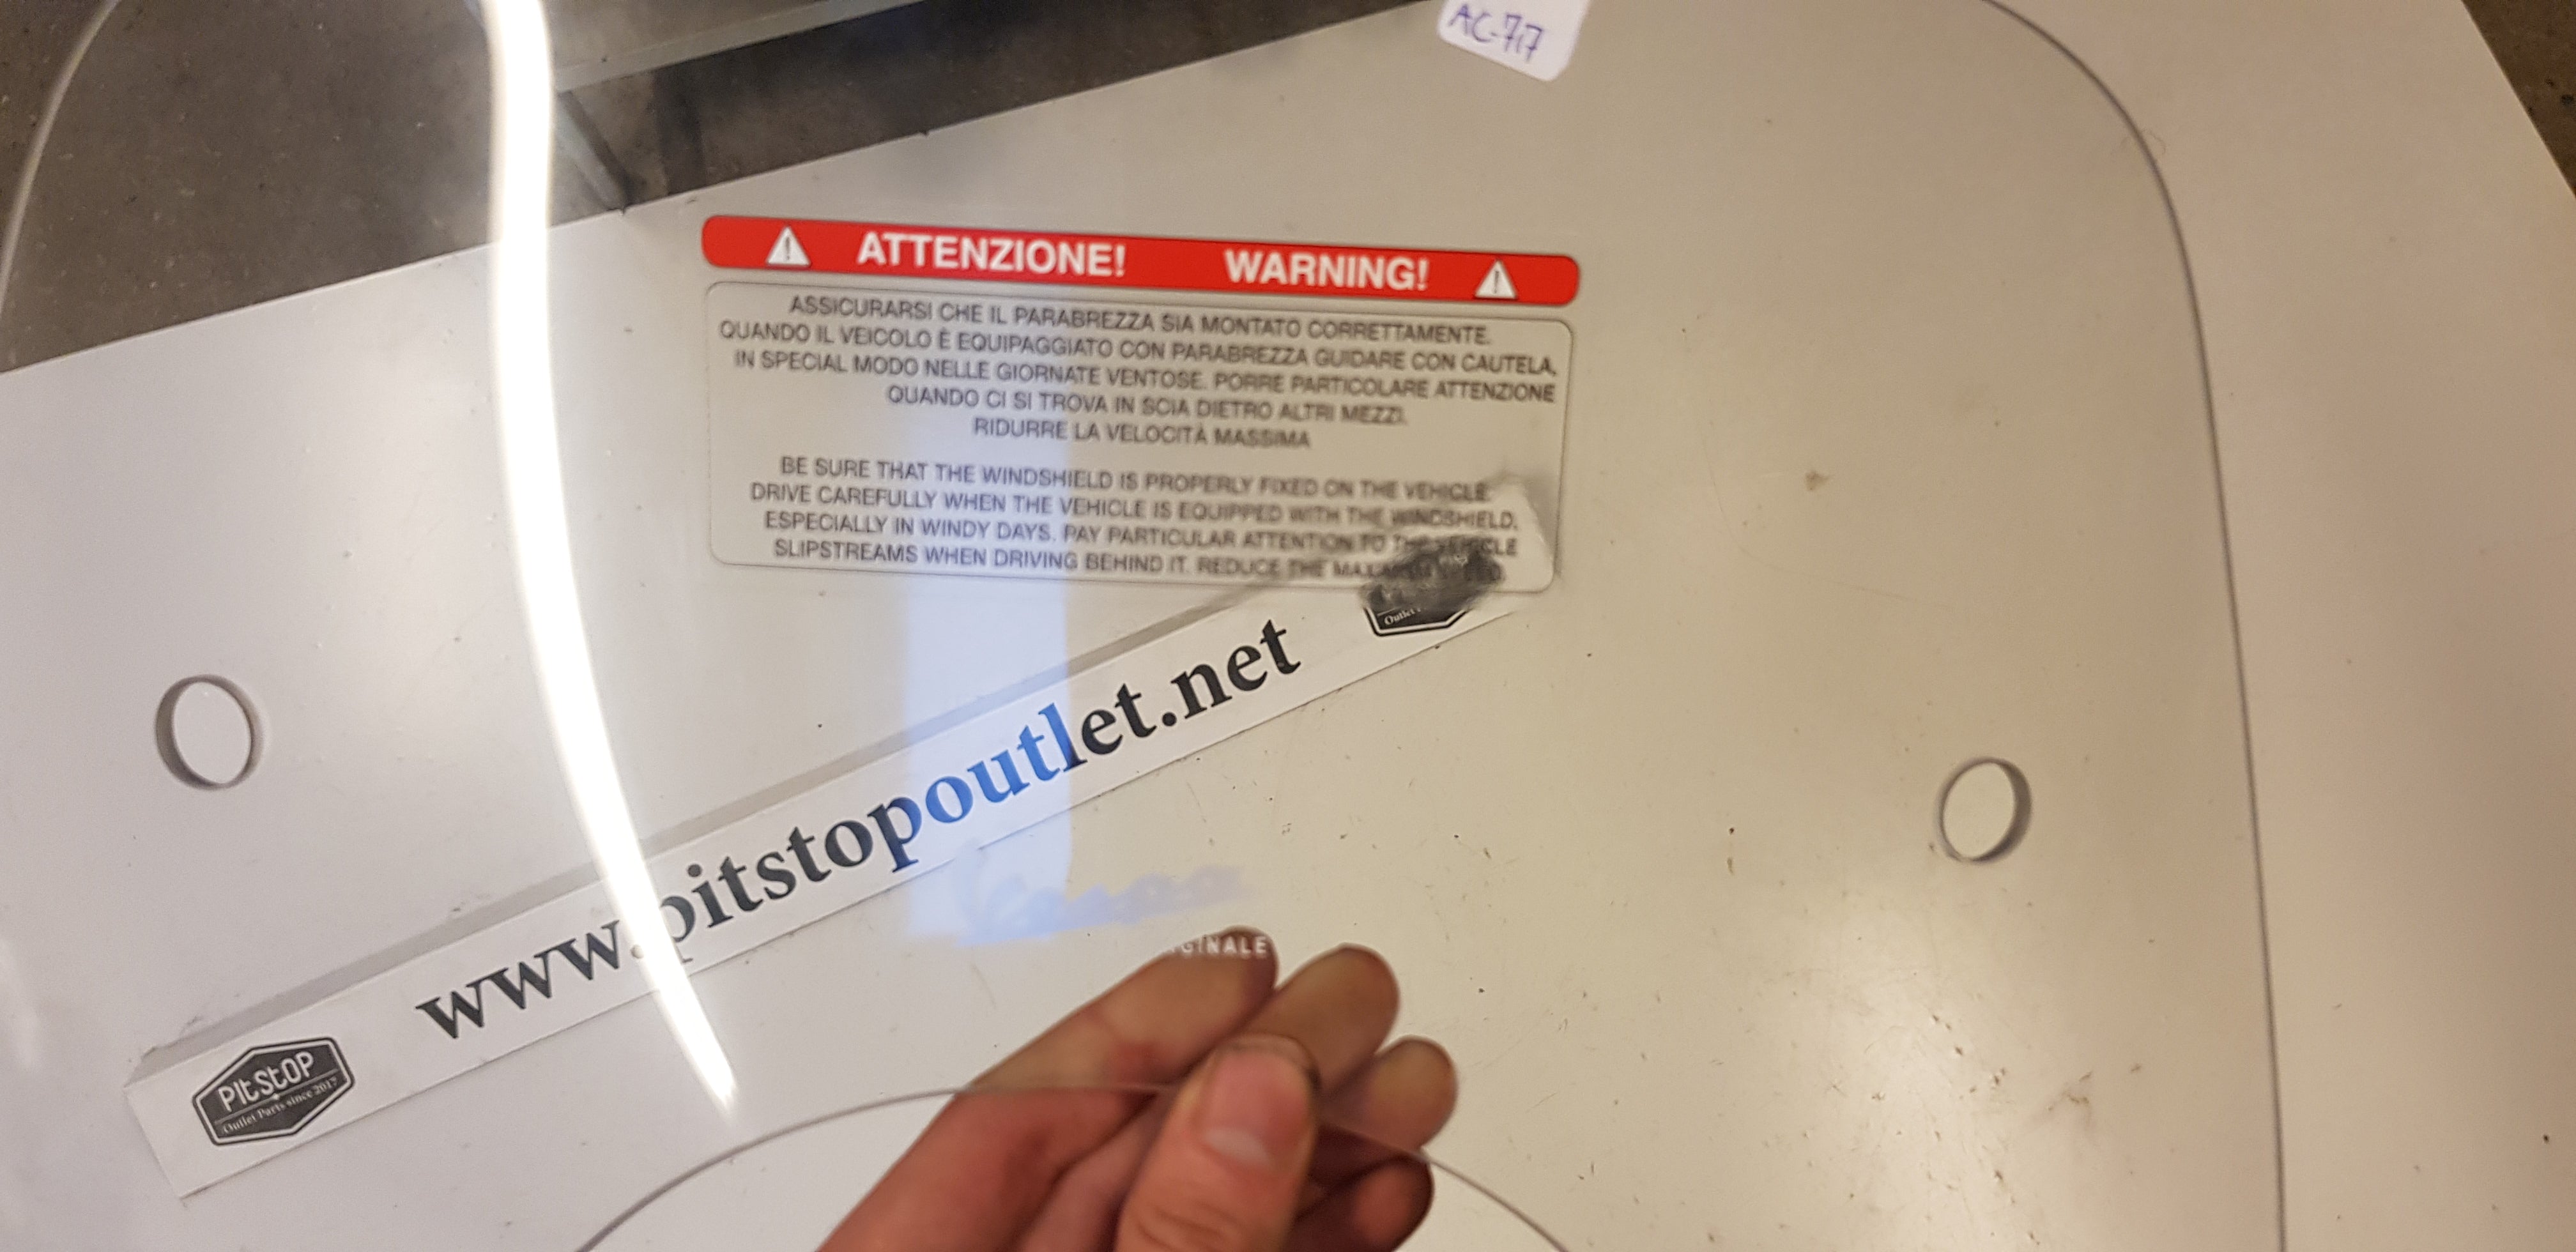 AC-717
ATTENZIONE! WARNING!
ASSICURARSI CHE IL PARABREZZA SIA MONTATO CORRETTAMENTE.
QUANDO IL VEICOLO È EQUIPAGGIATO CON PARABREZZA GUIDARE CON CAUTELA,
IN SPECIAL MODO NELLE GIORNATE VENTOSE. PORRE PARTICOLARE ATTENZIONE
QUANDO CI SI TROVA IN SCIA DIETRO ALTRI MEZZI.
RIDURRE LA VELOCITÀ MASSIMA
BE SURE THAT THE WINDSHIELD IS PROPERLY FIXED ON THE VEHICLE.
DRIVE CAREFULLY WHEN THE VEHICLE IS EQUIPPED WITH THE WINDSHIELD,
ESPECIALLY IN WINDY DAYS. PAY PARTICULAR ATTENTION TO THE VEHICLE
SLIPSTREAMS WHEN DRIVING BEHIND IT. REDUCE THE
Outlet
www.pitstopoutlet.net
GINALE
PITSTOP
Outlet Parts since 2017